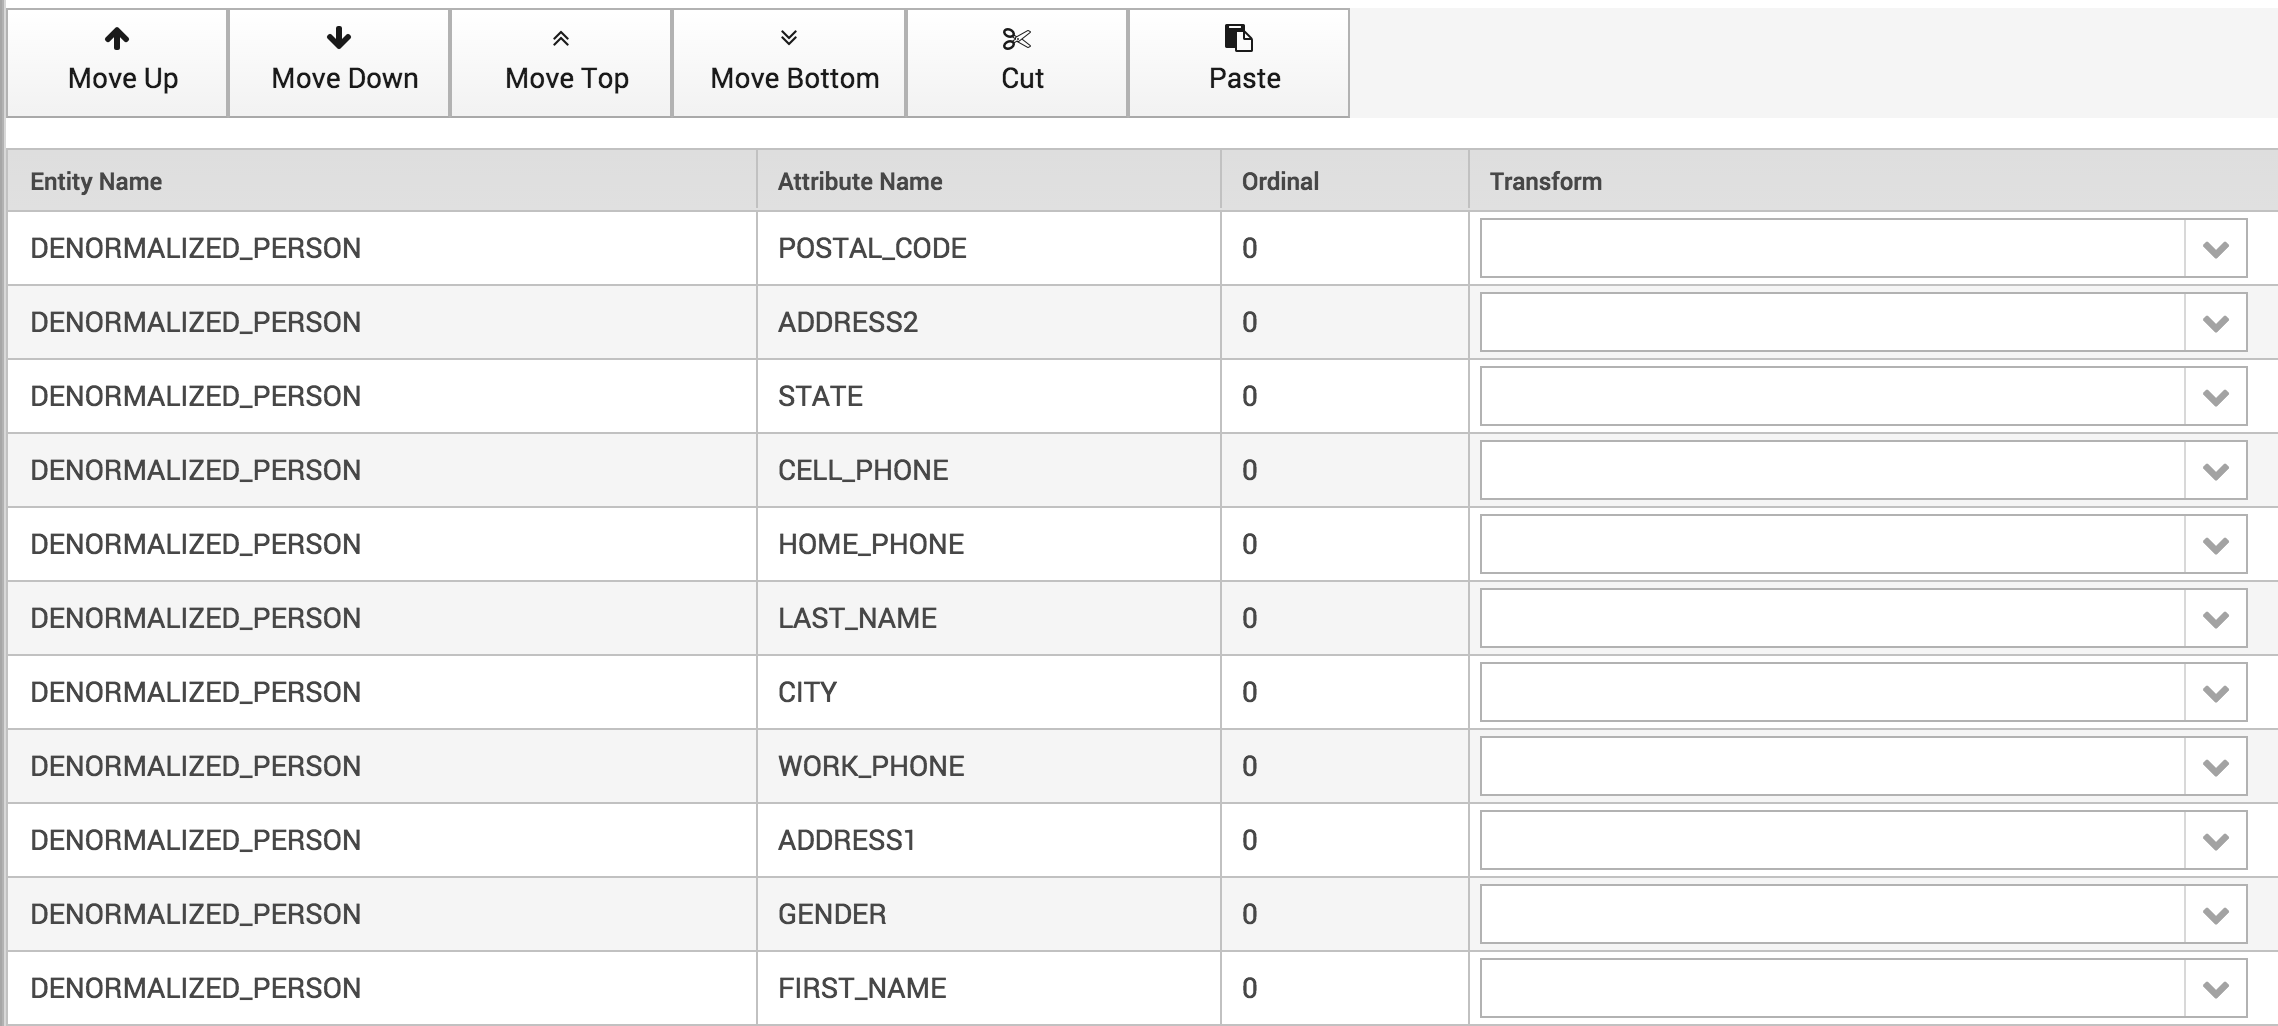 Move Up Move Down Move Top Move Bottom Cut Paste
Entity Name Attribute Name Ordinal Transform
DENORMALIZED_PERSON POSTAL_CODE 0
DENORMALIZED_PERSON ADDRESS2 0
DENORMALIZED_PERSON STATE 0
DENORMALIZED_PERSON CELL_PHONE 0
DENORMALIZED_PERSON HOME_PHONE 0
DENORMALIZED_PERSON LAST_NAME 0
DENORMALIZED_PERSON CITY 0
DENORMALIZED_PERSON WORK_PHONE 0
DENORMALIZED_PERSON ADDRESS1 0
DENORMALIZED_PERSON GENDER 0
DENORMALIZED_PERSON FIRST_NAME 0